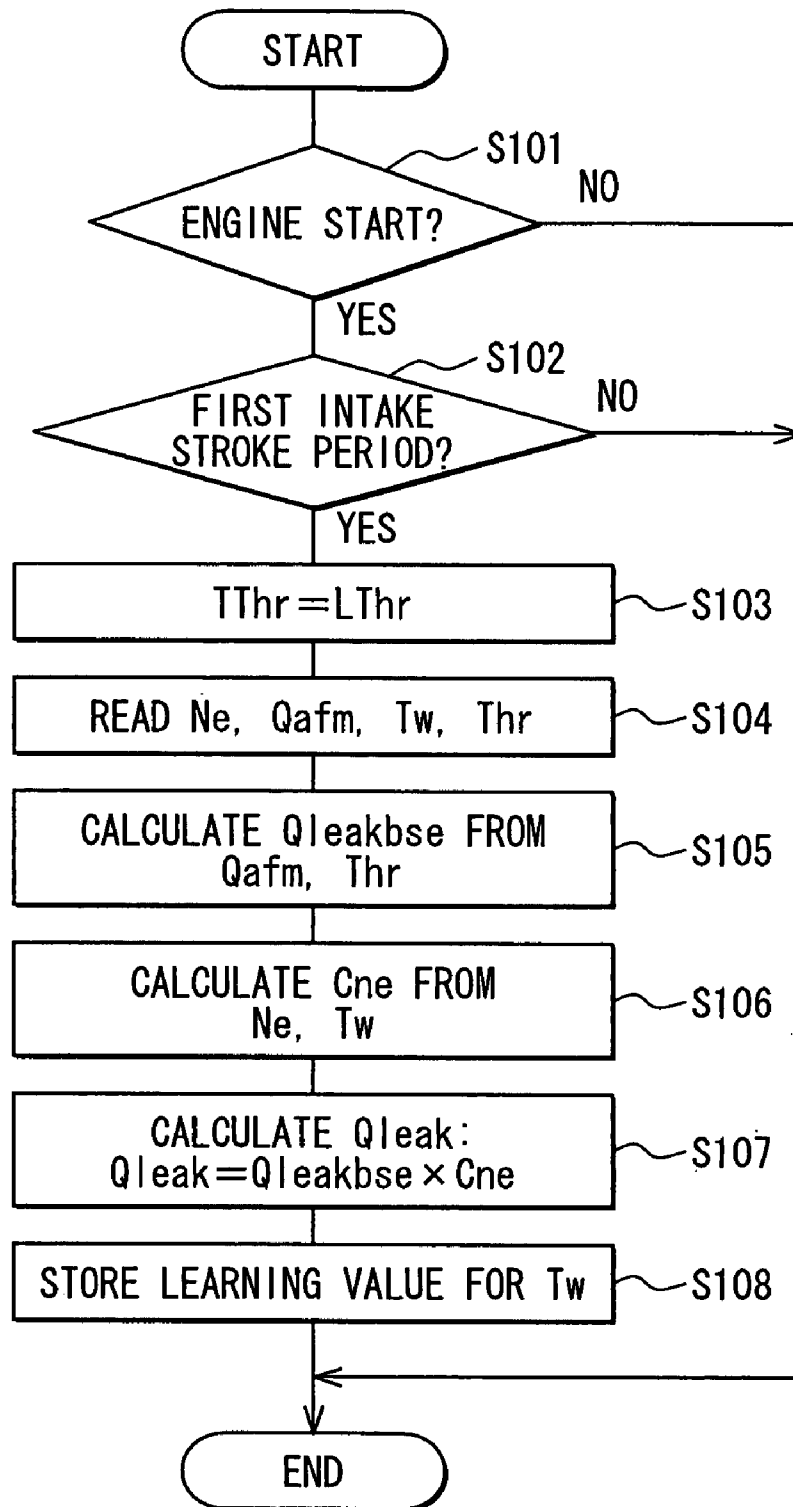 START
S101
NO
ENGINE START?
YES
S102
NO
FIRST INTAKE
STROKE PERIOD?
YES
TThr=LThr
S103
READ Ne, Qafm, Tw, Thr
S104
CALCULATE Qleakbse FROM
Qafm, Thr
S105
CALCULATE Cne FROM
Ne, Tw
S106
CALCULATE Qleak:
Qleak=Qleakbse×Cne
S107
STORE LEARNING VALUE FOR Tw
S108
END